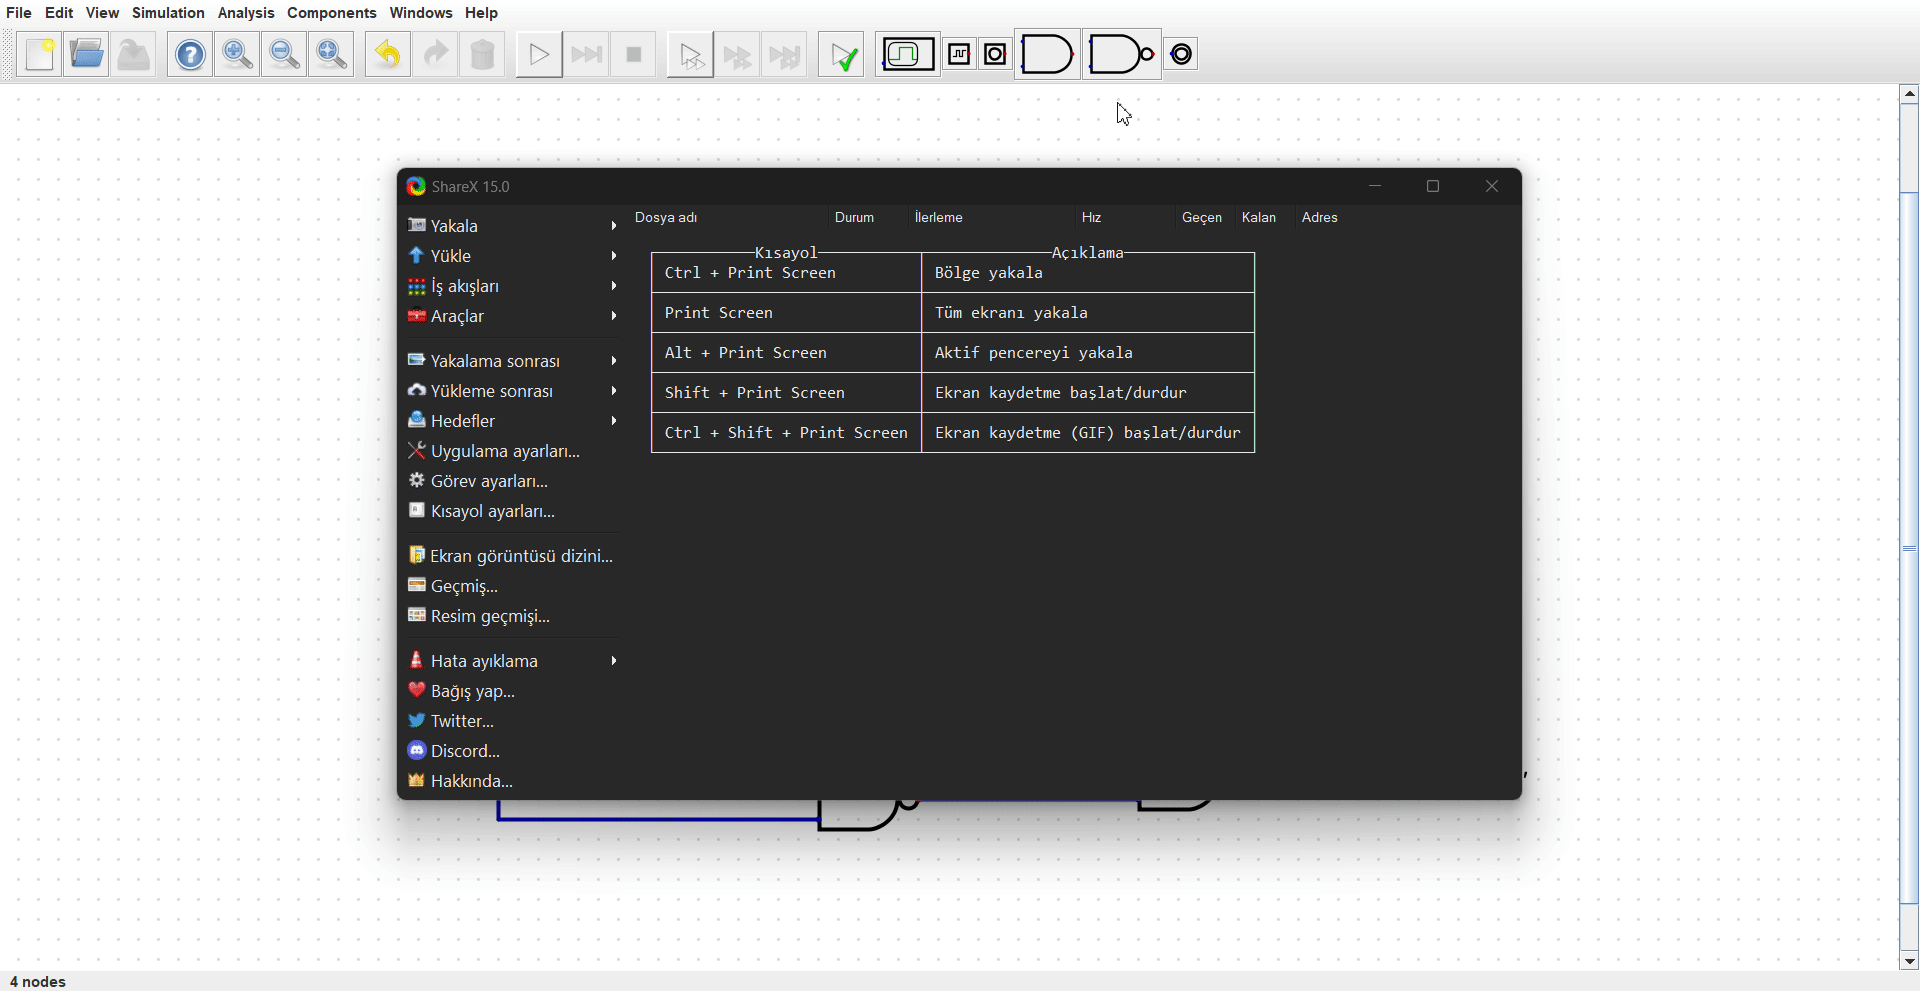 File Edit View Simulation Analysis Components Windows Help
ShareX 15.0
Yakala
Yükle
İş akışları
Araçlar
Yakalama sonrası
Yükleme sonrası
Hedefler
Uygulama ayarları...
Görev ayarları...
Kısayol ayarları...
Ekran görüntüsü dizini...
Geçmiş...
Resim geçmişi...
Hata ayıklama
Bağış yap...
Twitter...
Discord...
Hakkında...
Dosya adı Durum İlerleme Hız Geçen Kalan Adres
Kısayol Açıklama
Ctrl + Print Screen Bölge yakala
Print Screen Tüm ekranı yakala
Alt + Print Screen Aktif pencereyi yakala
Shift + Print Screen Ekran kaydetme başlat/durdur
Ctrl + Shift + Print Screen Ekran kaydetme (GIF) başlat/durdur
4 nodes